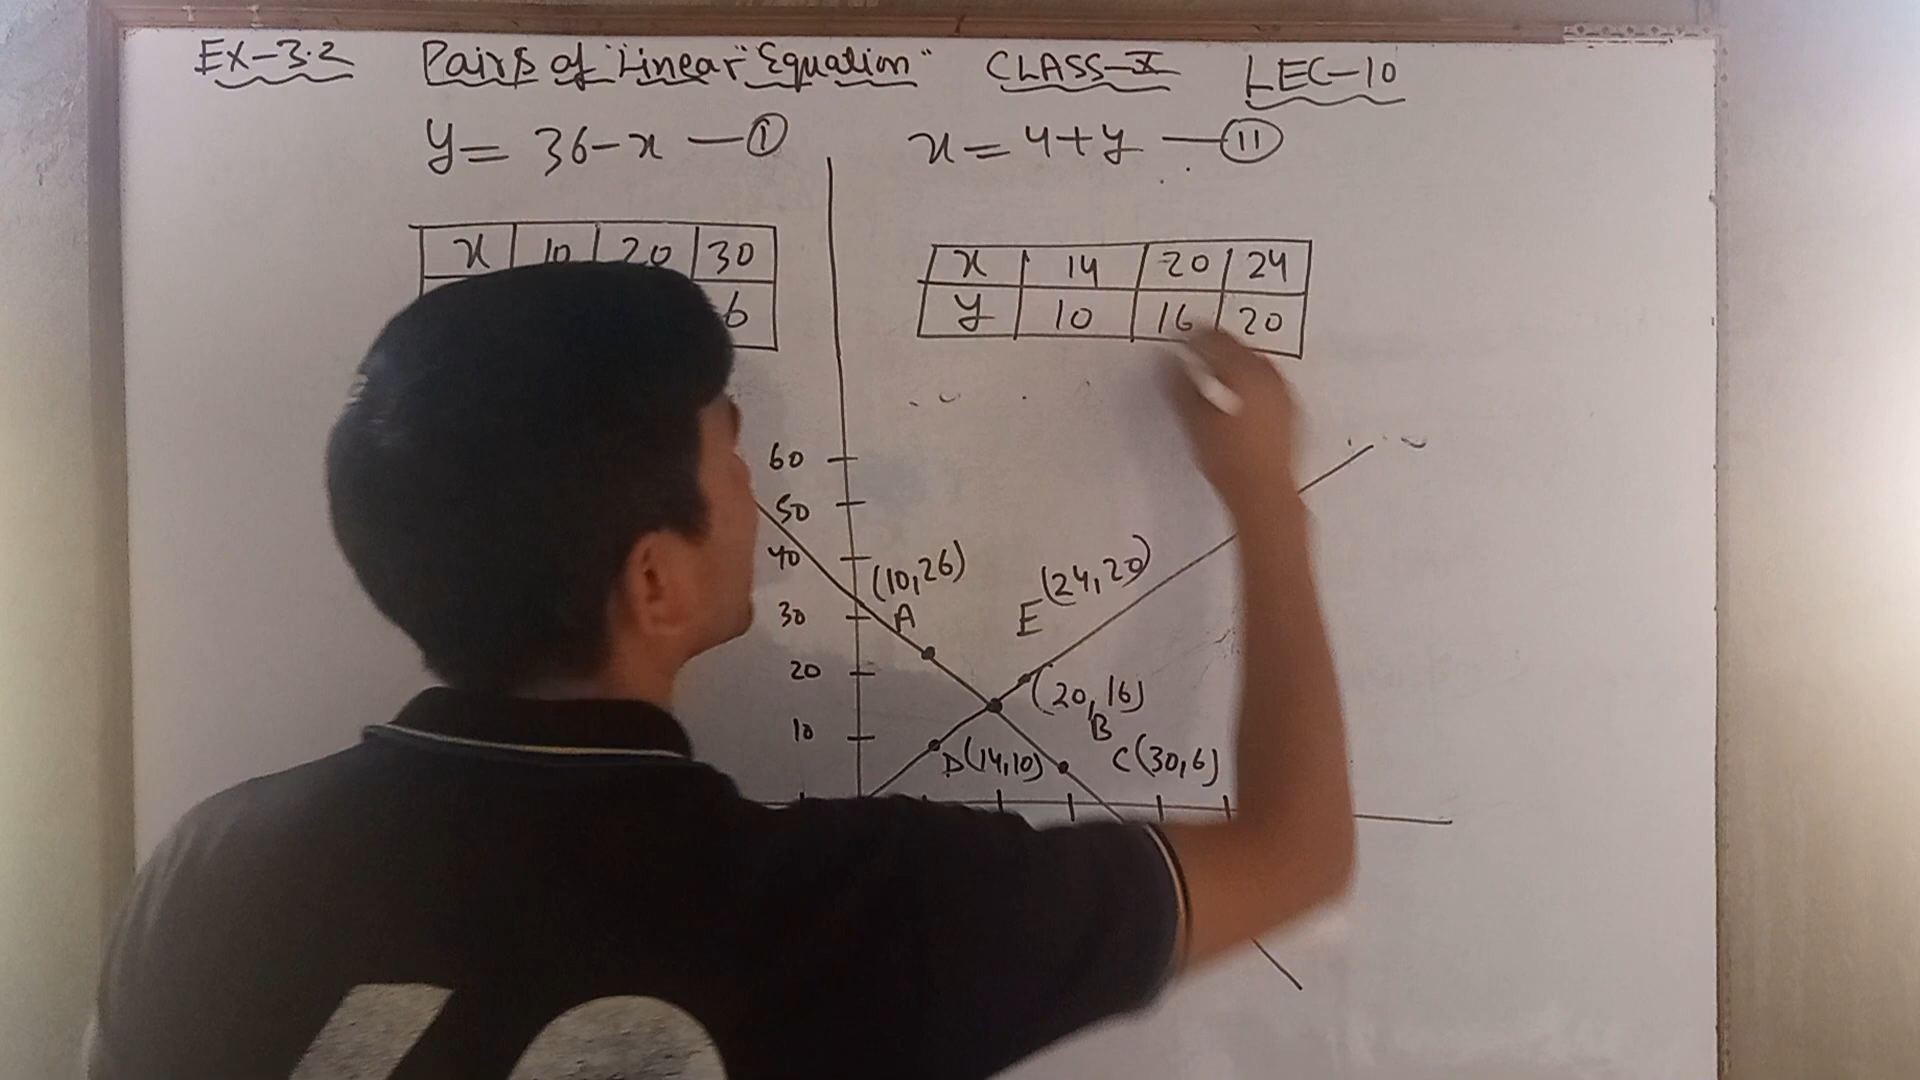 Ex-3.2 Pairs of "Linear" Equation" CLASS-X LEC-10
y = 36-x —①
x = 4+y —⑪
x 10 20 30
6
x 14 20 24
y 10 16 20
60
50
40
(10,26)
A
30
(24,20)
E
20
(20,16)
B
10
D(14,10)
C(30,6)